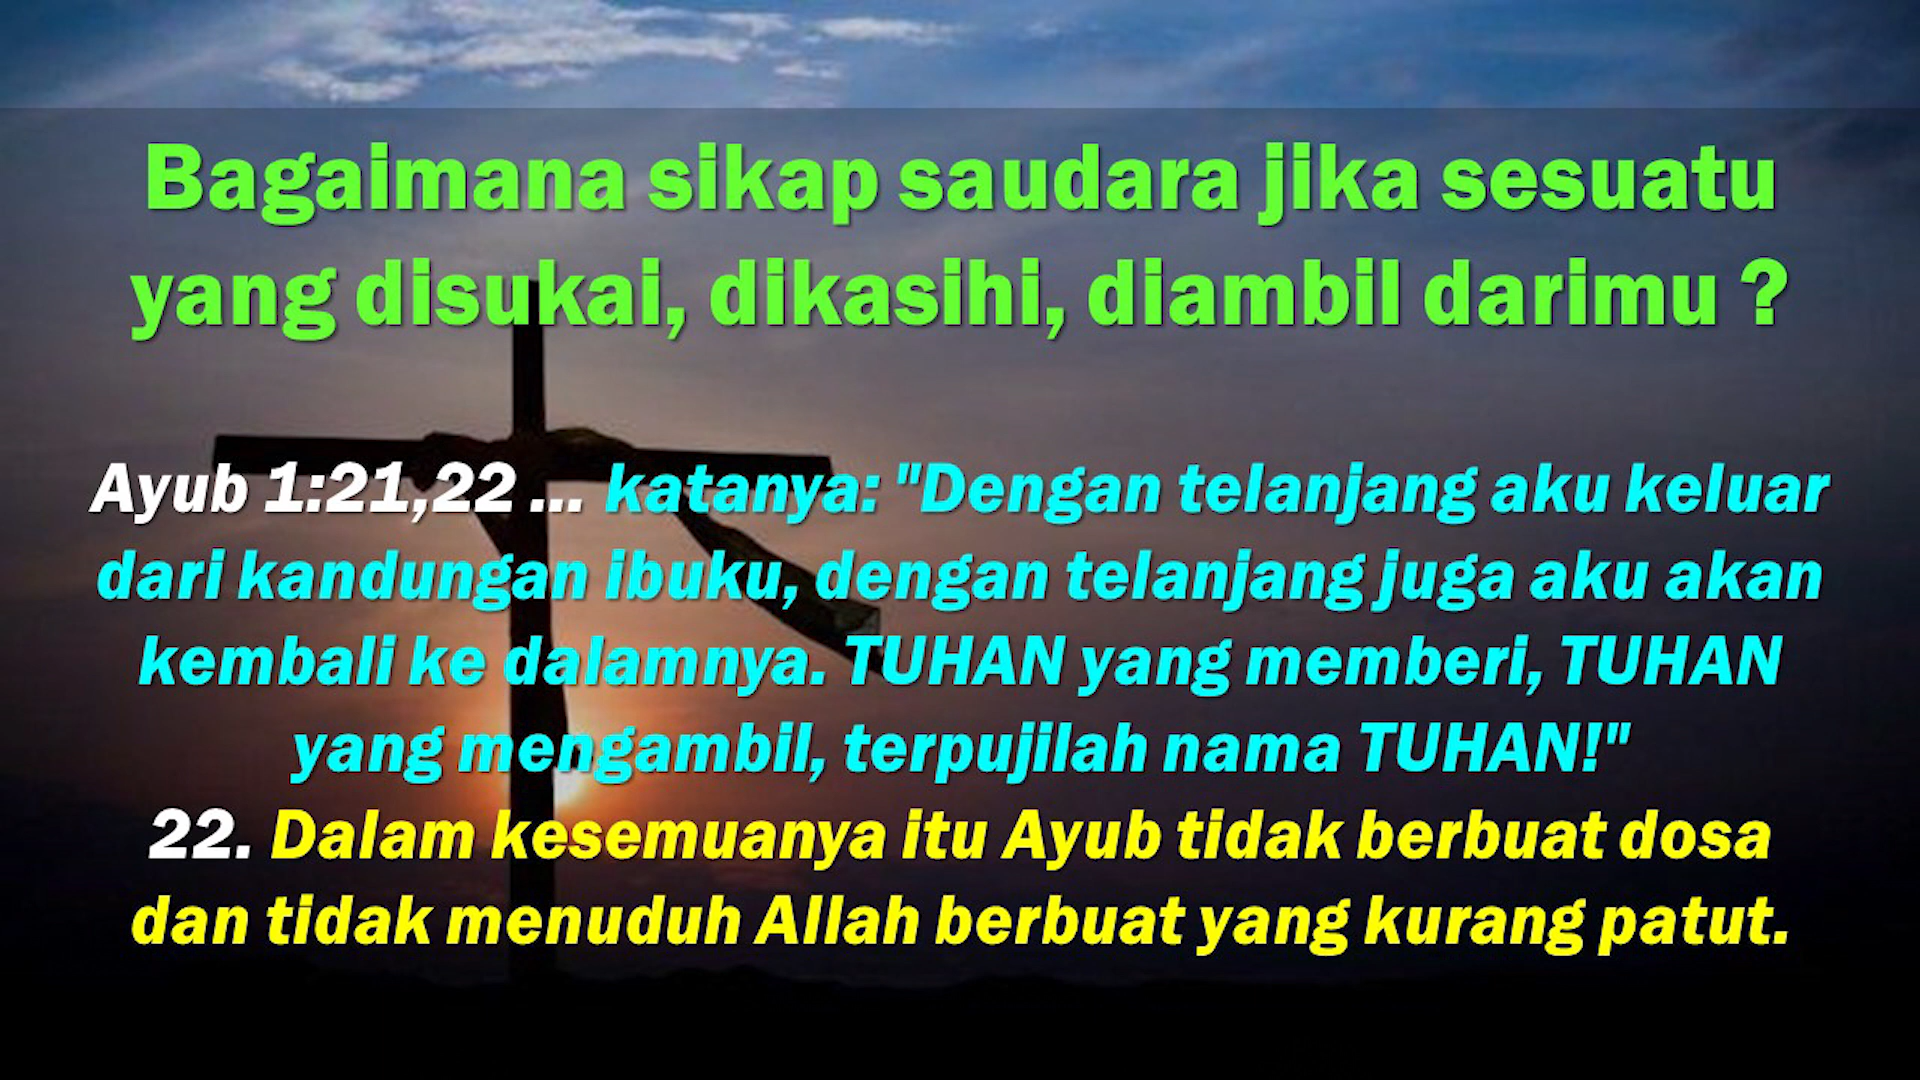 Bagaimana sikap saudara jika sesuatu
yang disukai, dikasihi, diambil darimu ?
Ayub 1:21,22 ... katanya: "Dengan telanjang aku keluar
dari kandungan ibuku, dengan telanjang juga aku akan
kembali ke dalamnya. TUHAN yang memberi, TUHAN
yang mengambil, terpujilah nama TUHAN!"
22. Dalam kesemuanya itu Ayub tidak berbuat dosa
dan tidak menuduh Allah berbuat yang kurang patut.